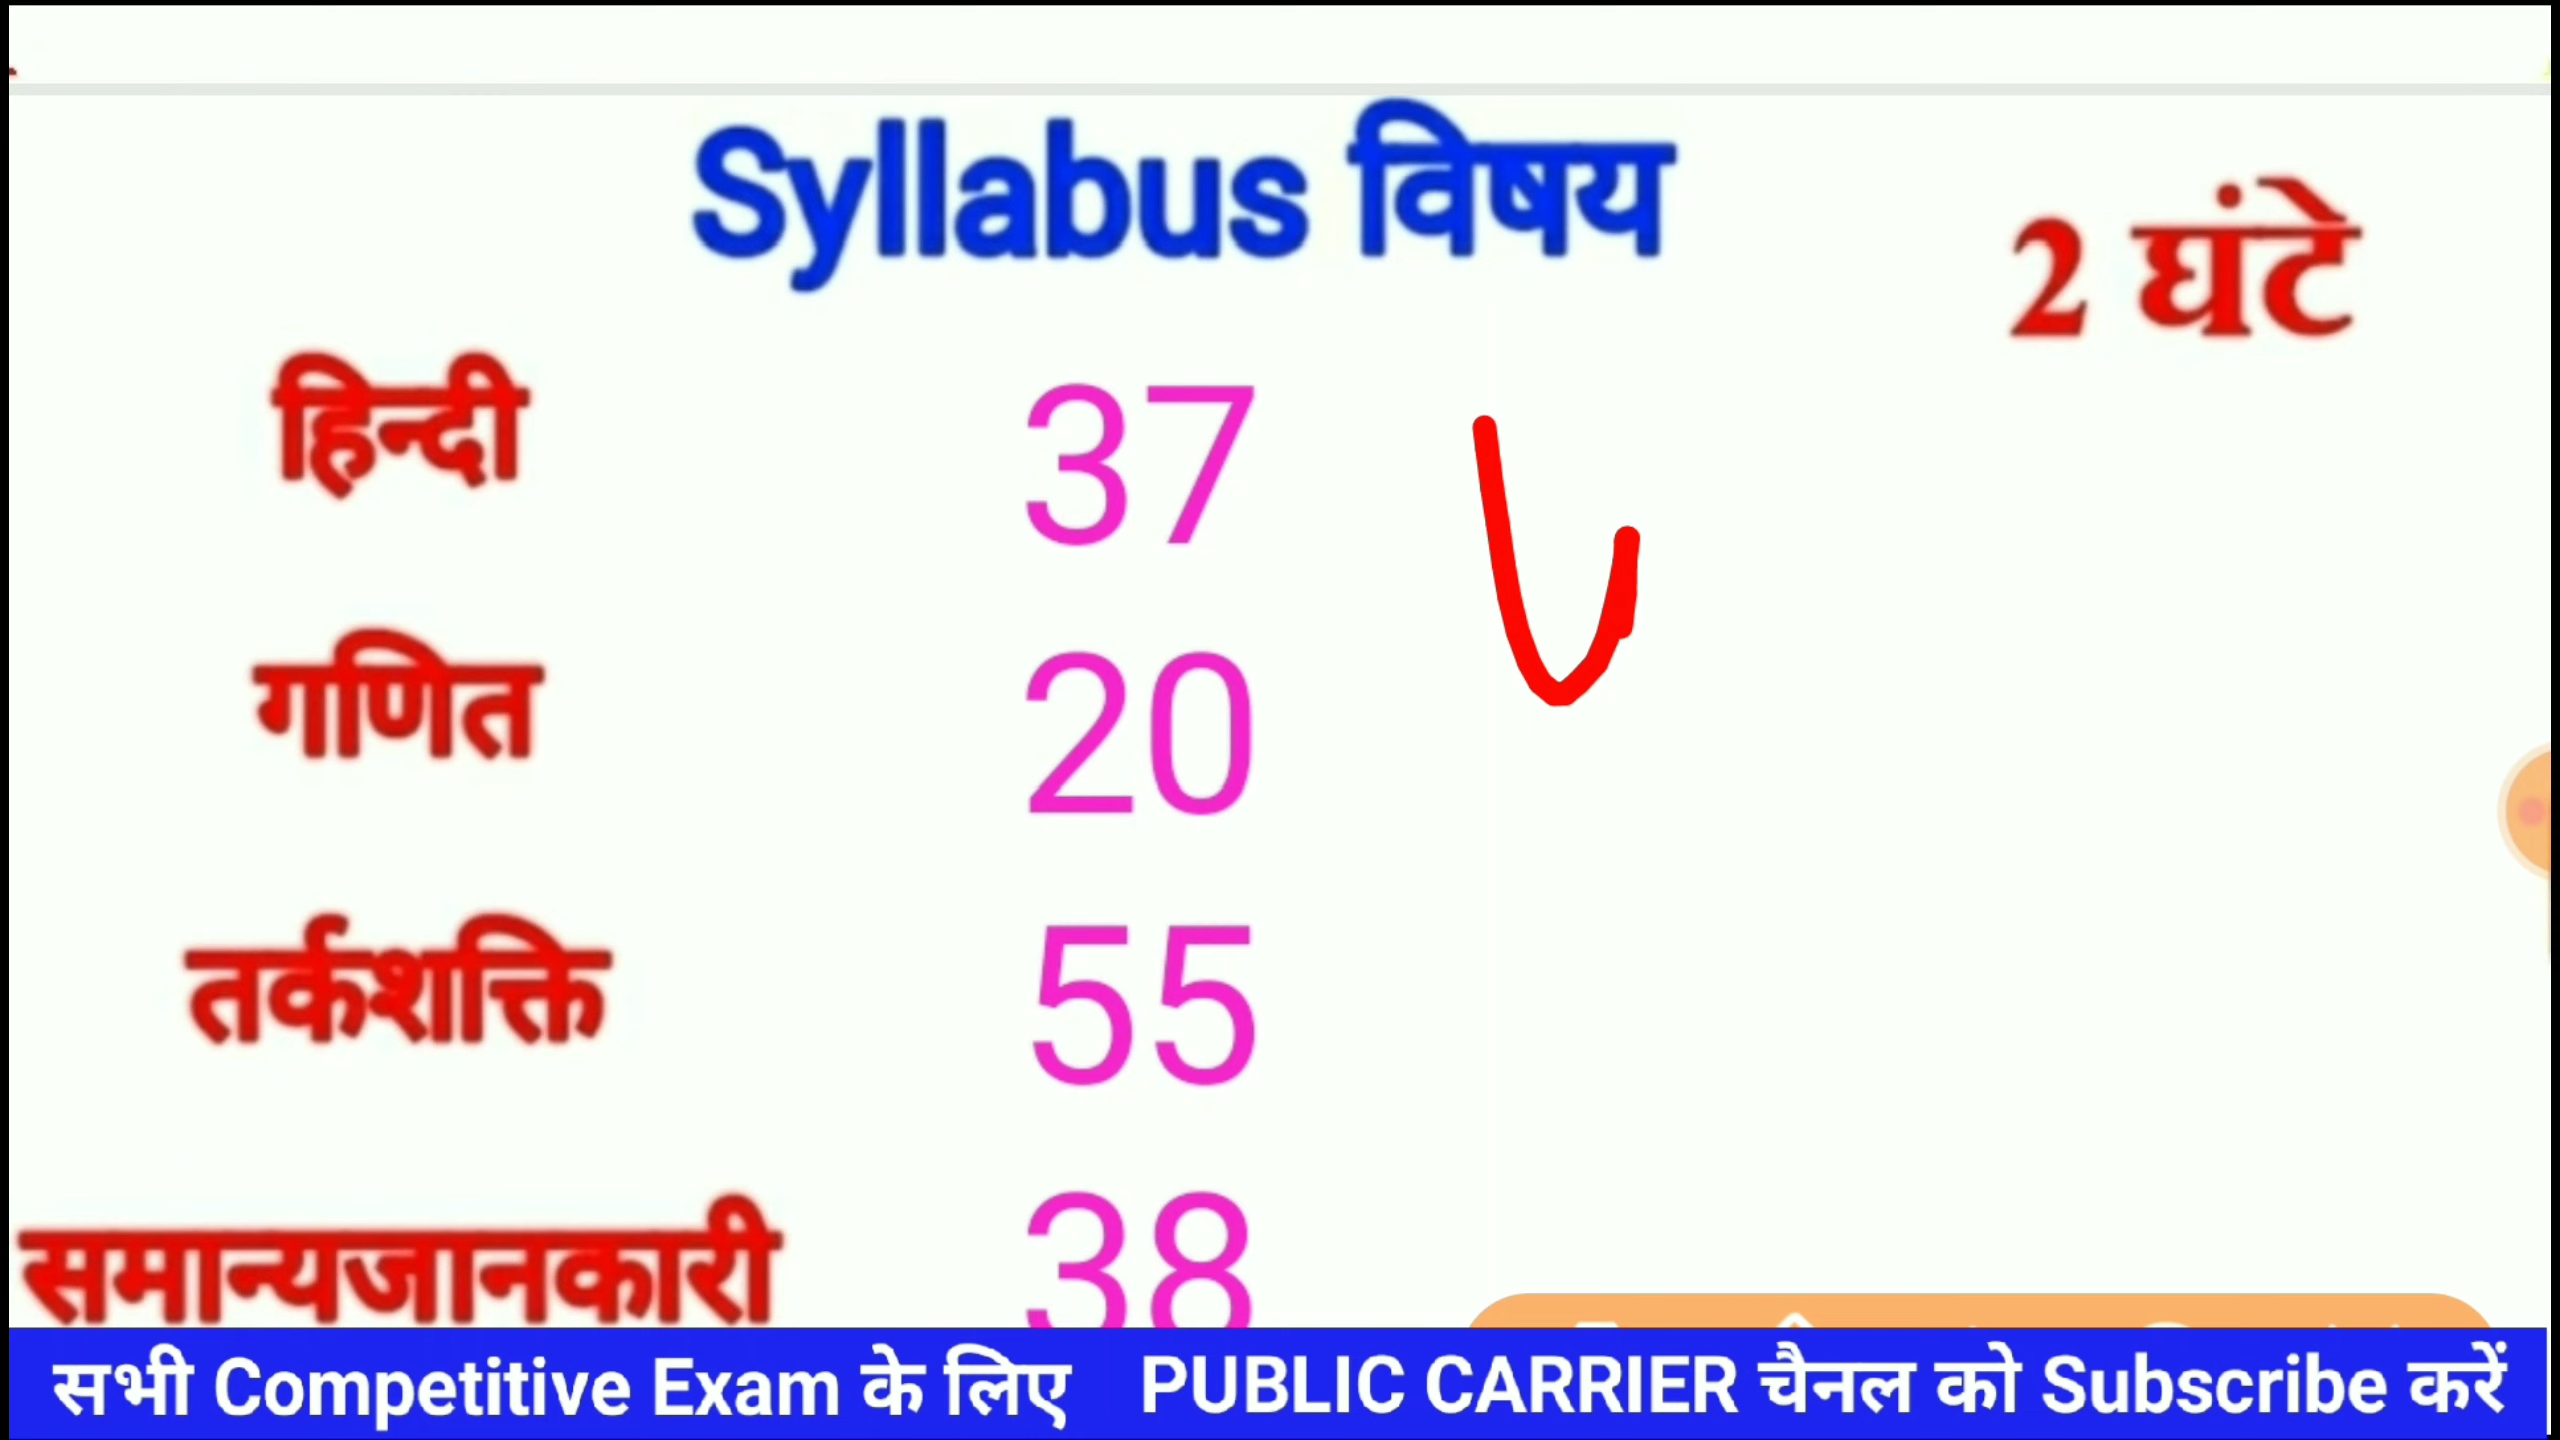 Syllabus विषय
2 घंटे
हिन्दी 37
गणित 20
तर्कशक्ति 55
समान्यजानकारी 38
सभी Competitive Exam के लिए PUBLIC CARRIER चैनल को Subscribe करें